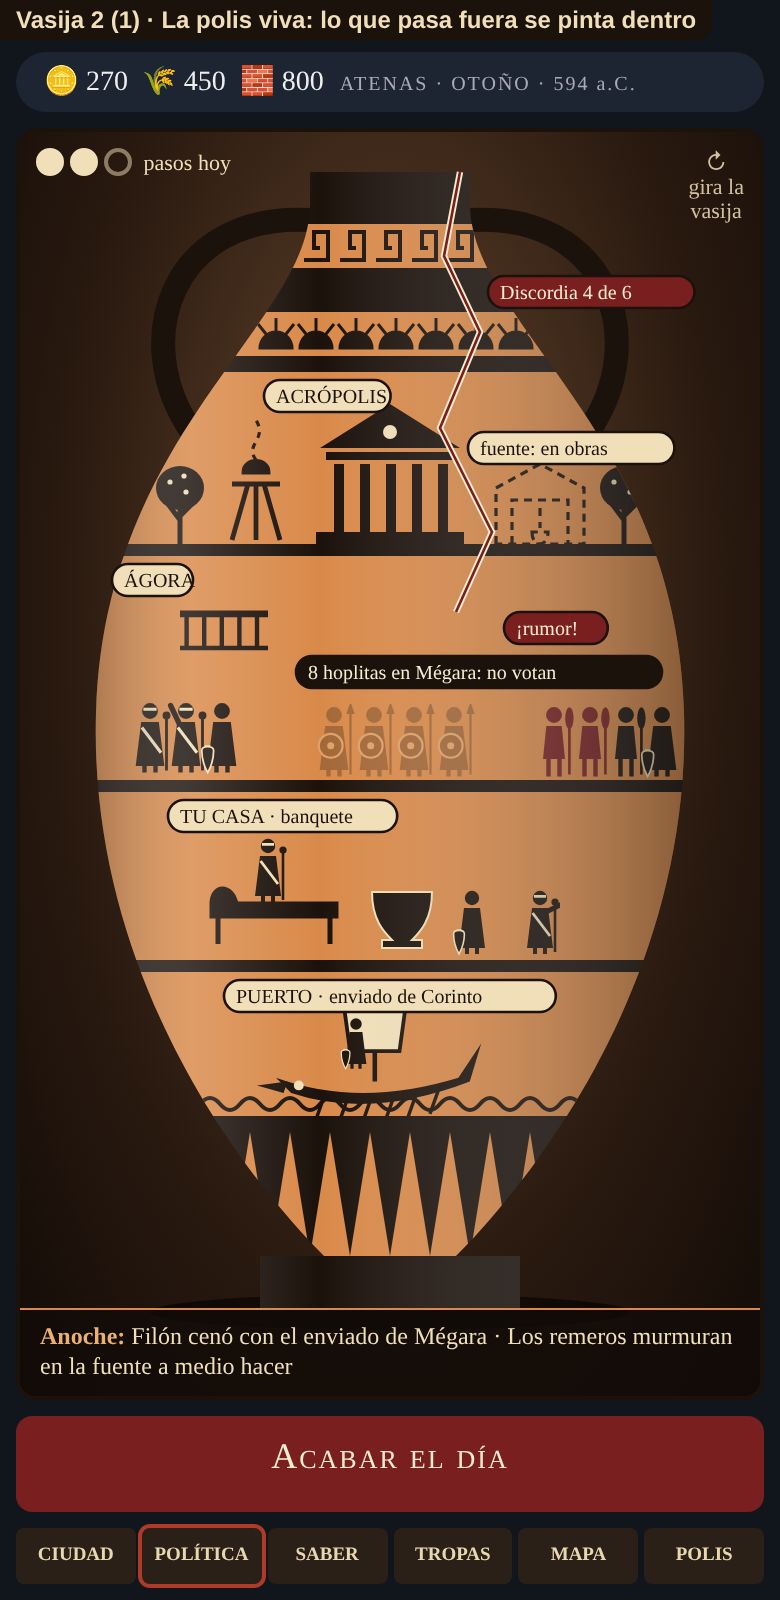 Vasija 2 (1) · La polis viva: lo que pasa fuera se pinta dentro
270 450 800 ATENAS · OTOÑO · 594 a.C.
pasos hoy
gira la
vasija
Discordia 4 de 6
ACRÓPOLIS
fuente: en obras
ÁGORA
¡rumor!
8 hoplitas en Mégara: no votan
TU CASA · banquete
PUERTO · enviado de Corinto
Anoche: Filón cenó con el enviado de Mégara · Los remeros murmuran
en la fuente a medio hacer
Acabar el día
CIUDAD POLÍTICA SABER TROPAS MAPA POLIS